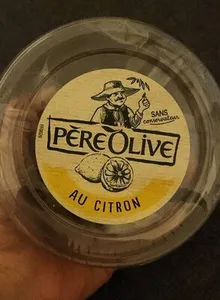 SANS
conservateur
PÈRE OLIVE
AU CITRON